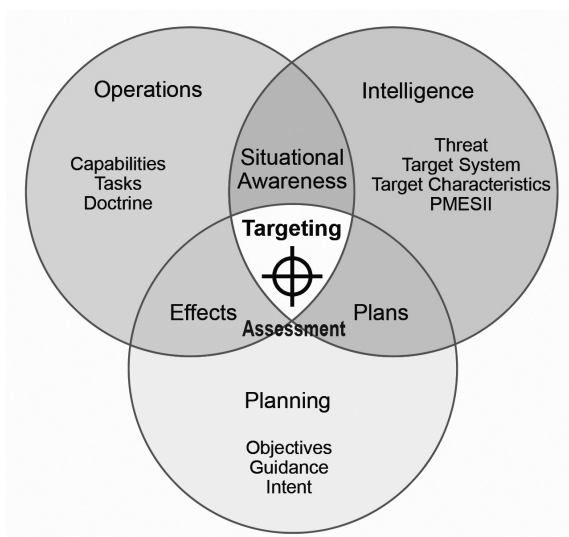 Operations
Intelligence
Capabilities
Tasks
Doctrine
Situational
Awareness
Threat
Target System
Target Characteristics
PMESII
Targeting
Effects
Assessment
Plans
Planning
Objectives
Guidance
Intent